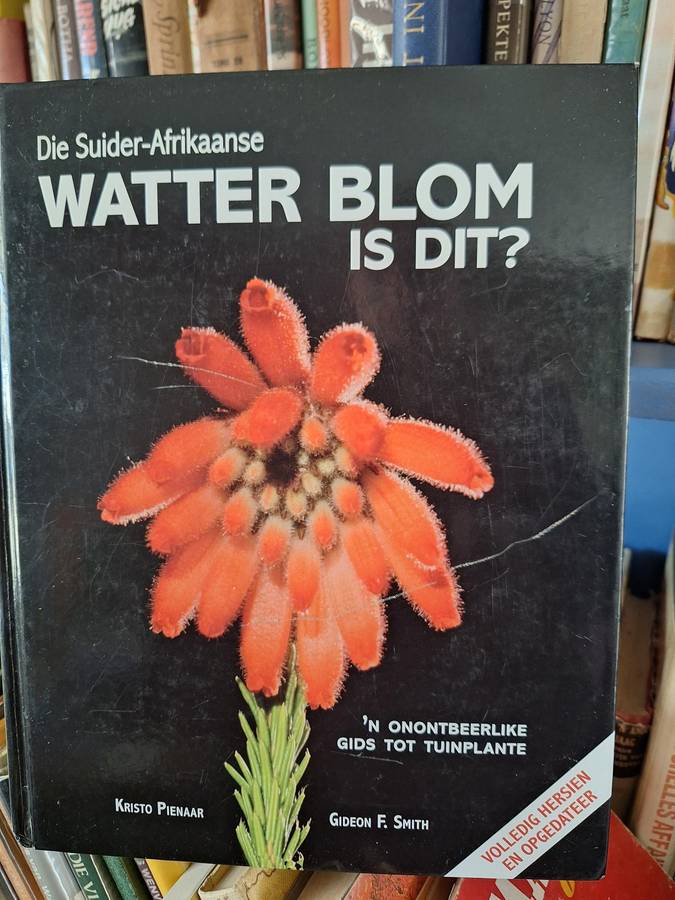 Die Suider-Afrikaanse
WATTER BLOM
IS DIT?
'N ONONTBEERLIKE
GIDS TOT TUINPLANTE
KRISTO PIENAAR
GIDEON F. SMITH
VOLLEDIG HERSIEN
EN OPGEDATEER